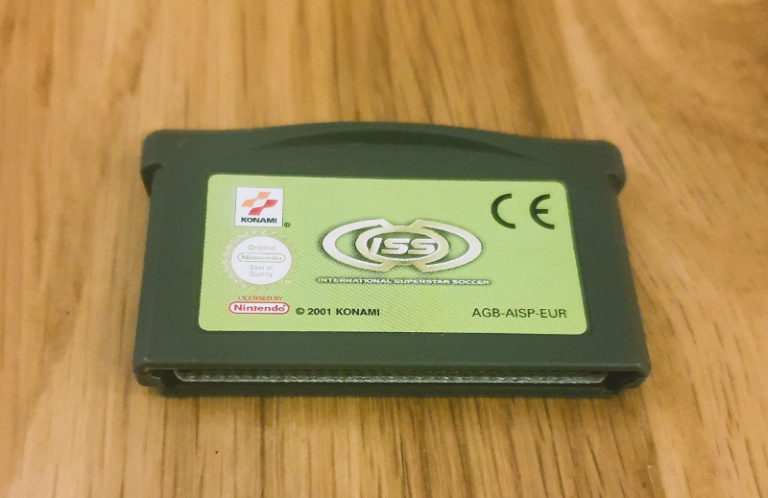 KONAMI
®
CE
Original
Nintendo
Seal of
Quality
ISS
INTERNATIONAL SUPERSTAR SOCCER
LICENSED BY
Nintendo
© 2001 KONAMI
AGB-AISP-EUR